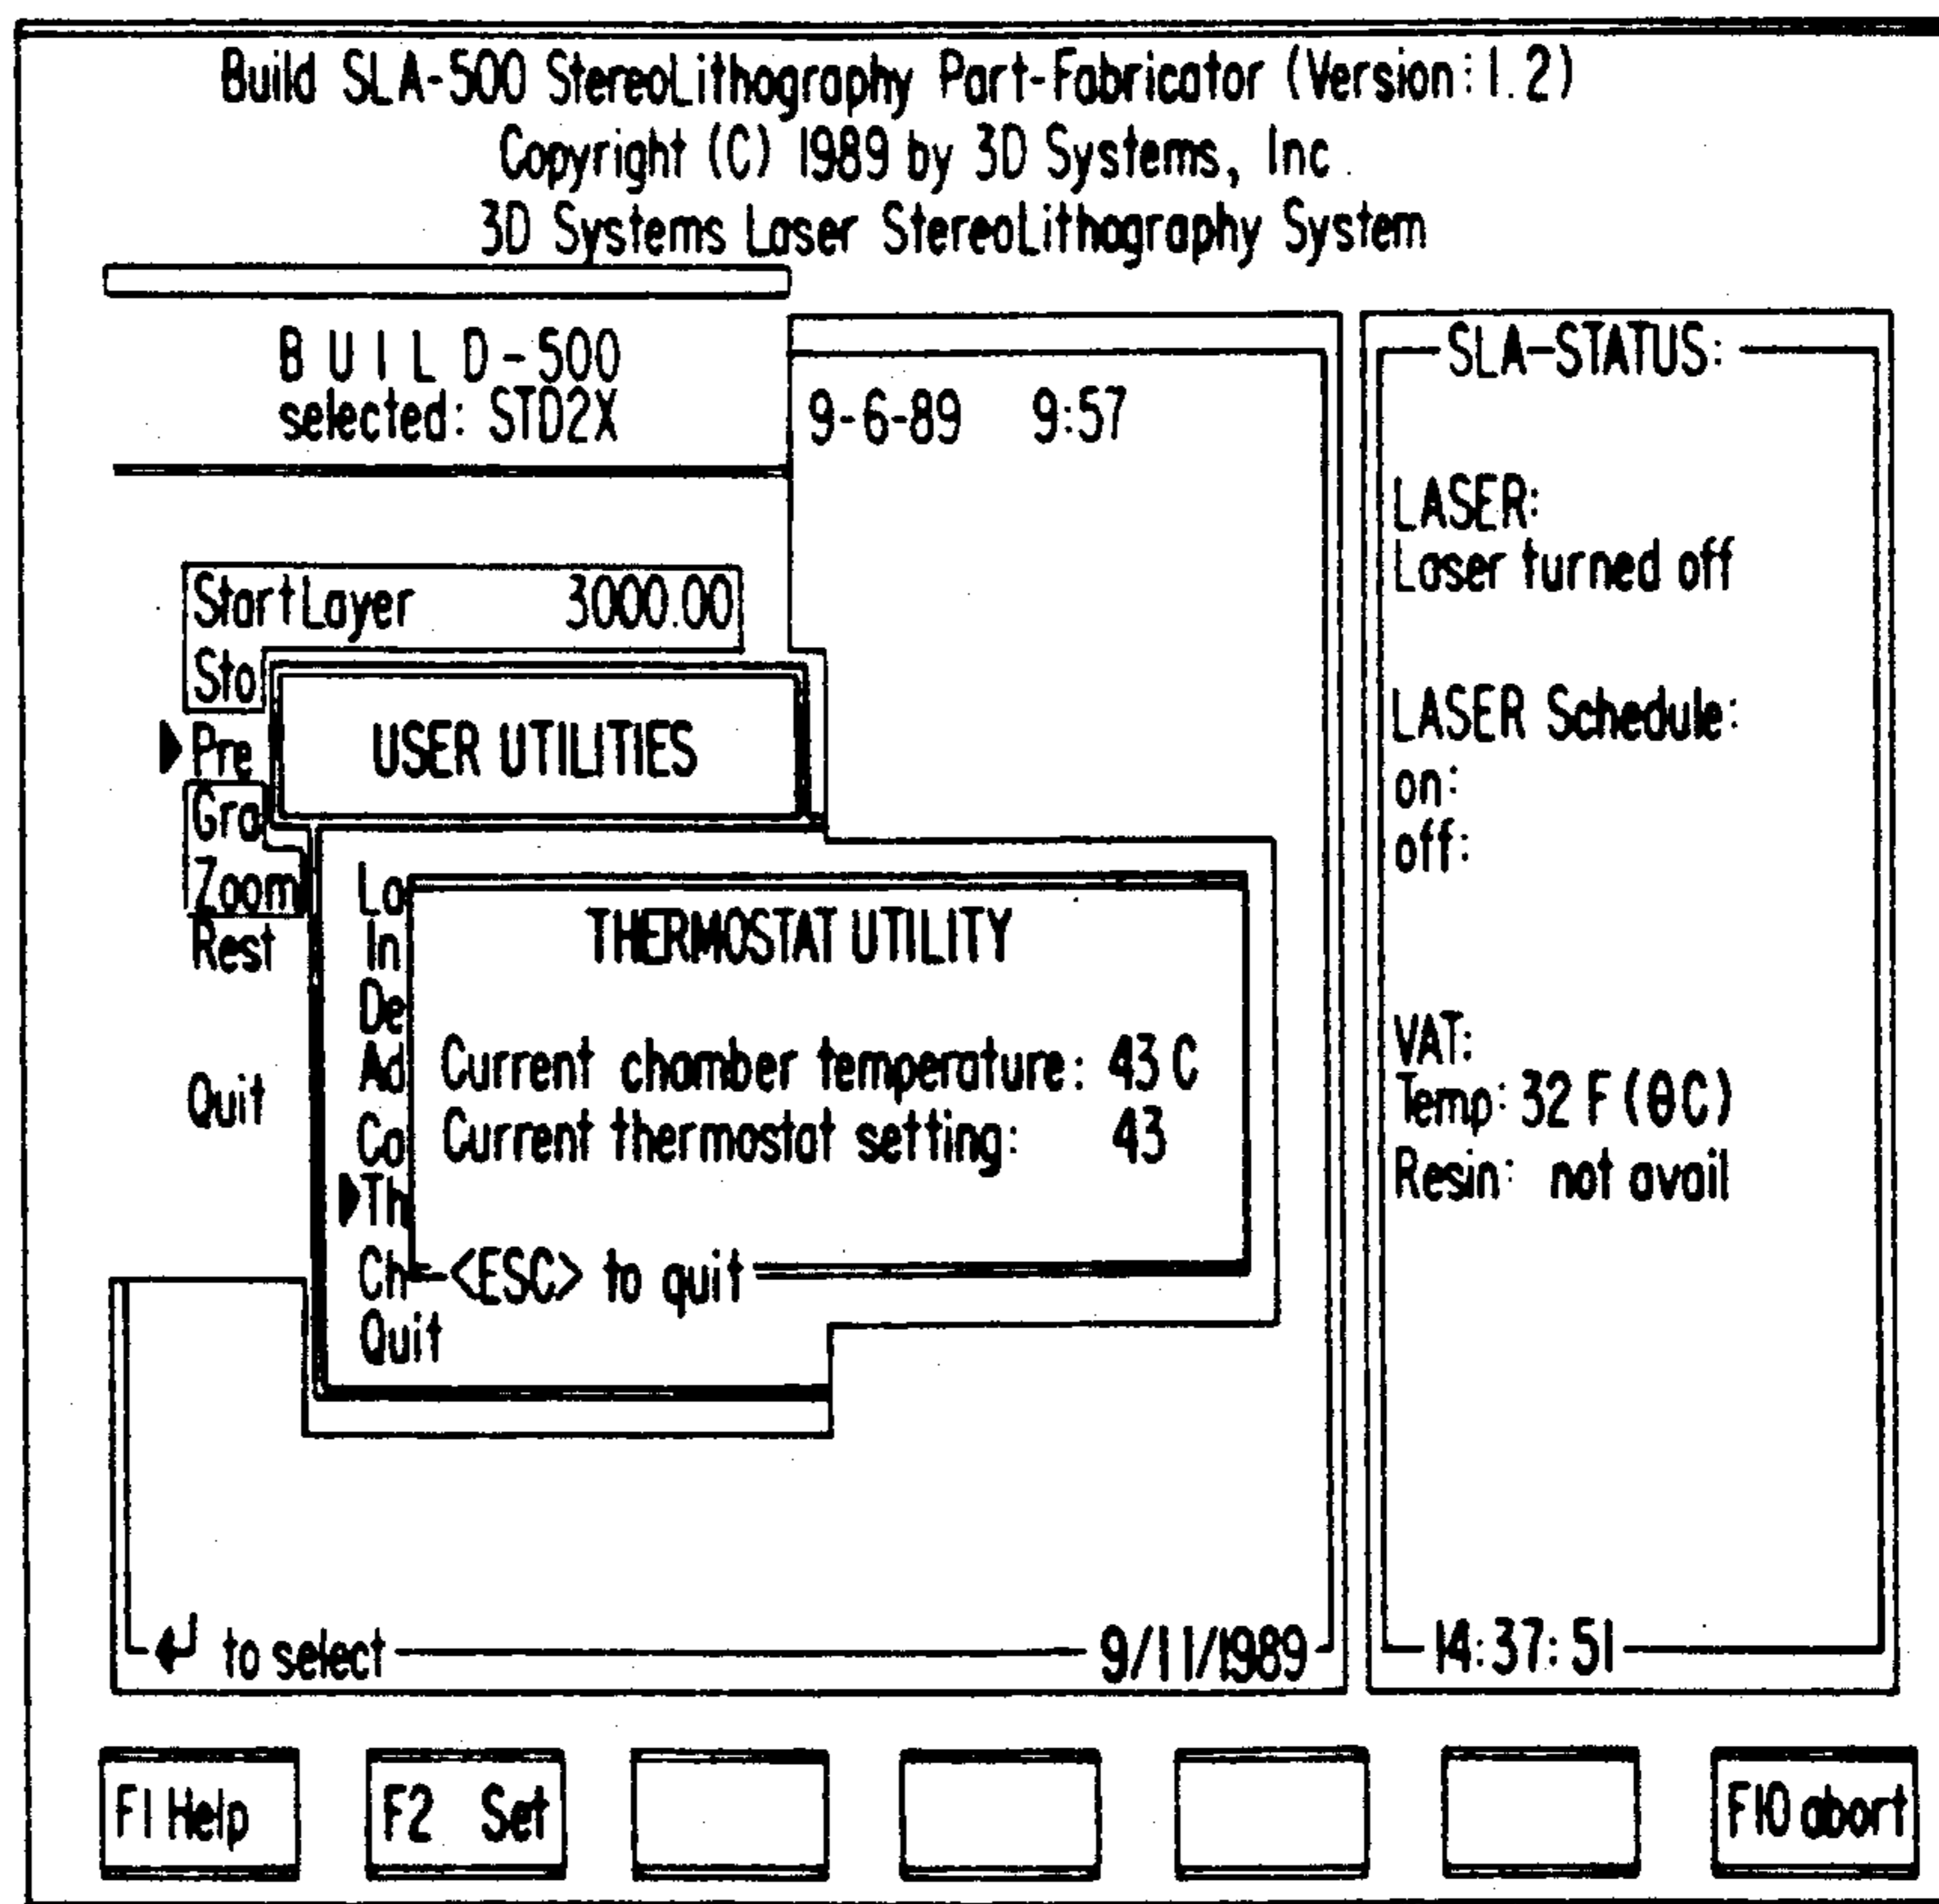 Build SLA-500 StereoLithography Part-Fabricator (Version:1.2)
Copyright (C) 1989 by 3D Systems, Inc
3D Systems Laser StereoLithography System
BUILD-500
selected: STD2X
9-6-89 9:57
StartLayer 3000.00
Sto
Pre
Gra
Zoom
Rest
Quit
USER UTILITIES
La
In
De
Ad
Ca
Th
Ch
Quit
THERMOSTAT UTILITY
Current chamber temperature: 43 C
Current thermostat setting: 43
<ESC> to quit
to select
9/11/1989
SLA-STATUS:
LASER:
Laser turned off
LASER Schedule:
on:
off:
VAT:
Temp: 32 F (0C)
Resin: not avail
14:37:51
F1 Help
F2 Set
F10 abort